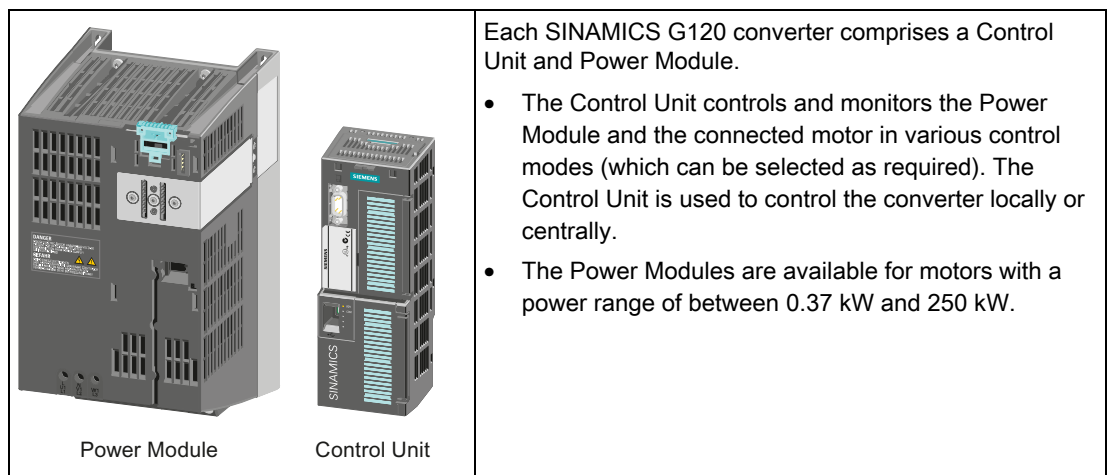 Each SINAMICS G120 converter comprises a Control
Unit and Power Module.
• The Control Unit controls and monitors the Power
Module and the connected motor in various control
modes (which can be selected as required). The
Control Unit is used to control the converter locally or
centrally.
• The Power Modules are available for motors with a
power range of between 0.37 kW and 250 kW.
DANGER
GEFAHR
SIEMENS
SIEMENS
SINAMICS
Power Module
Control Unit